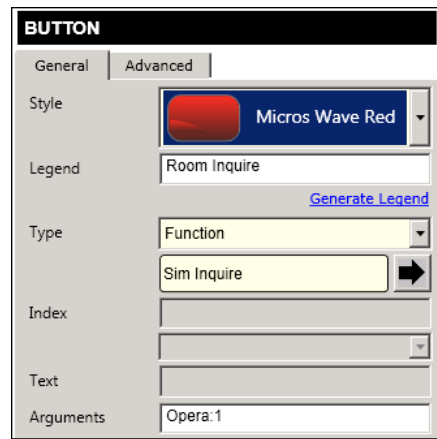 BUTTON
General Advanced
Style Micros Wave Red
Legend Room Inquire
Generate Legend
Type Function
Sim Inquire
Index
Text
Arguments Opera:1